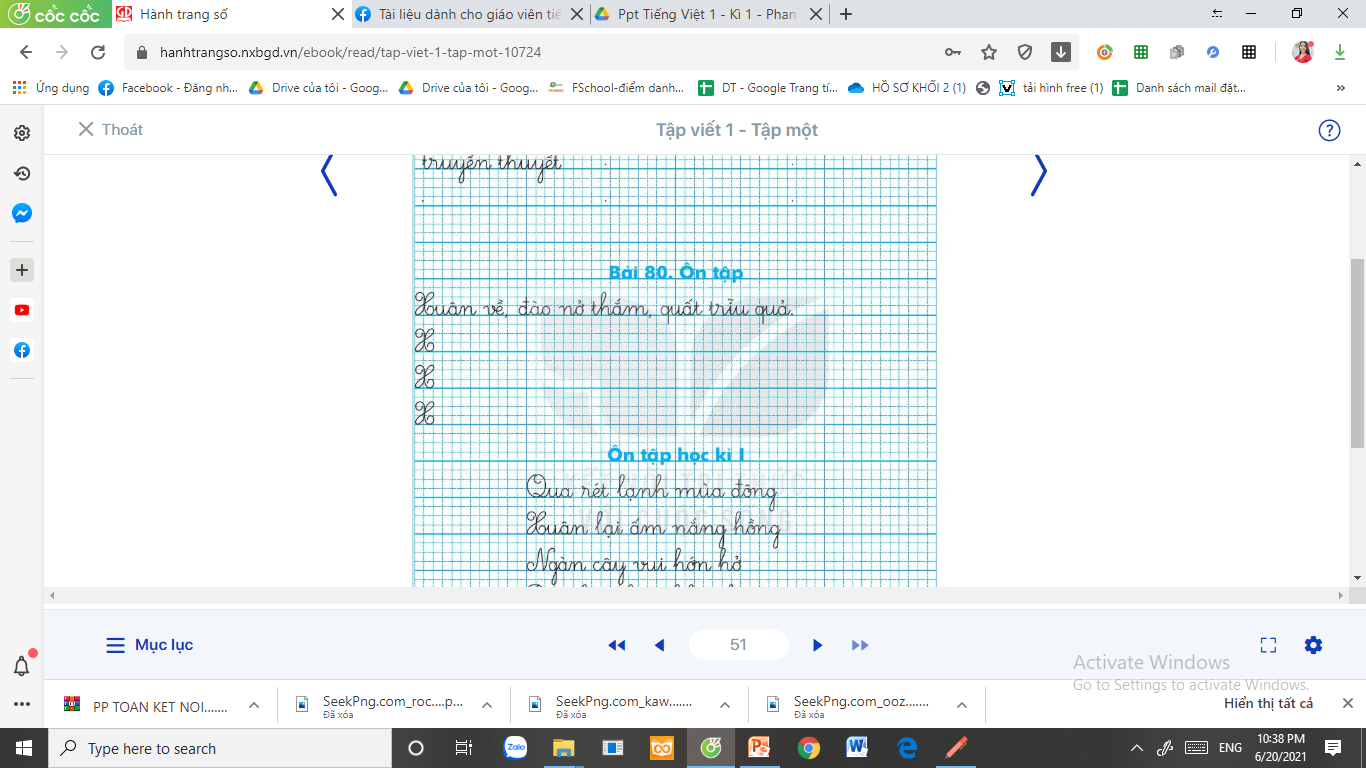 cốc cốc
Hành trang số
Tài liệu dành cho giáo viên tiể
Ppt Tiếng Việt 1 - Kì 1 - Phan
hanhtrangso.nxbgd.vn/ebook/read/tap-viet-1-tap-mot-10724
Ứng dụng
Facebook - Đăng nh...
Drive của tôi - Goog...
Drive của tôi - Goog...
FSchool-điểm danh...
DT - Google Trang tí...
HỒ SƠ KHỐI 2 (1)
tải hình free (1)
Danh sách mail đặt...
»
Thoát
Tập viết 1 - Tập một
?
truyền thuyết
Bài 80. Ôn tập
Xuân về, đào nở thắm, quất trĩu quả.
X
X
X
Ôn tập học kì I
Qua rét lạnh mùa đông
Xuân lại ấm nắng hồng
Ngàn cây vui hớn hở
Mục lục
51
Activate Windows
Go to Settings to activate Windows.
PP TOAN KET NOI.......
SeekPng.com_roc....p...
Đã xóa
SeekPng.com_kaw.......
Đã xóa
SeekPng.com_ooz.......
Đã xóa
Hiển thị tất cả
Type here to search
Zalo
ENG
10:38 PM
6/20/2021